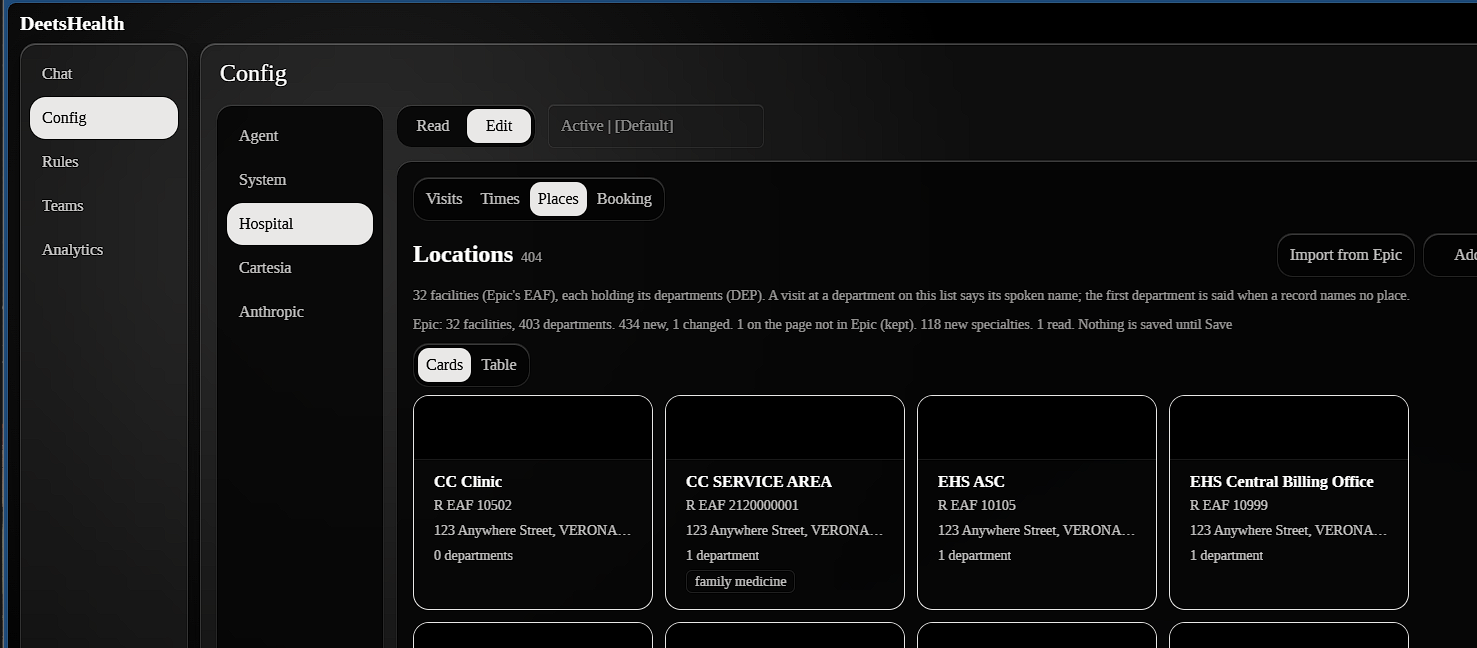 DeetsHealth
Chat
Config
Rules
Teams
Analytics
Config
Agent
System
Hospital
Cartesia
Anthropic
Read Edit Active | [Default]
Visits Times Places Booking
Locations 404
Import from Epic
Add
32 facilities (Epic's EAF), each holding its departments (DEP). A visit at a department on this list says its spoken name; the first department is said when a record names no place.
Epic: 32 facilities, 403 departments. 434 new, 1 changed. 1 on the page not in Epic (kept). 118 new specialties. 1 read. Nothing is saved until Save
Cards Table
CC Clinic
R EAF 10502
123 Anywhere Street, VERONA…
0 departments
CC SERVICE AREA
R EAF 2120000001
123 Anywhere Street, VERONA…
1 department
family medicine
EHS ASC
R EAF 10105
123 Anywhere Street, VERONA…
1 department
EHS Central Billing Office
R EAF 10999
123 Anywhere Street, VERONA…
1 department